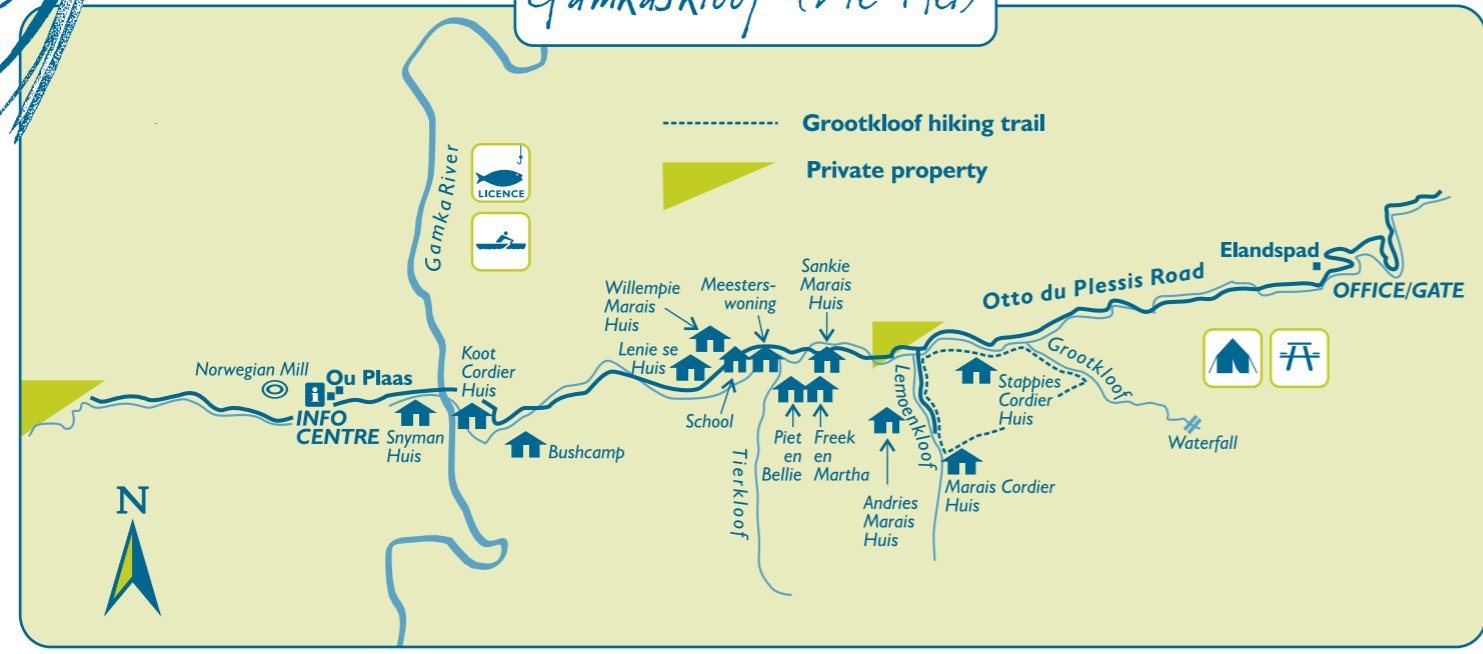 Gamkaskloof (Die Hel)
Grootkloof hiking trail
Private property
Gamka River
LICENCE
Elandspad
OFFICE/GATE
Otto du Plessis Road
Sankie
Marais
Huis
Meesters-
woning
Willempie
Marais
Huis
Lenie se
Huis
School
Koot
Cordier
Huis
Norwegian Mill
i
Ou Plaas
INFO
CENTRE
Snyman
Huis
Bushcamp
Tierkloof
Piet
en
Bellie
Freek
en
Martha
Andries
Marais
Huis
Lemoenkloof
Stappies
Cordier
Huis
Marais Cordier
Huis
Grootkloof
Waterfall
N